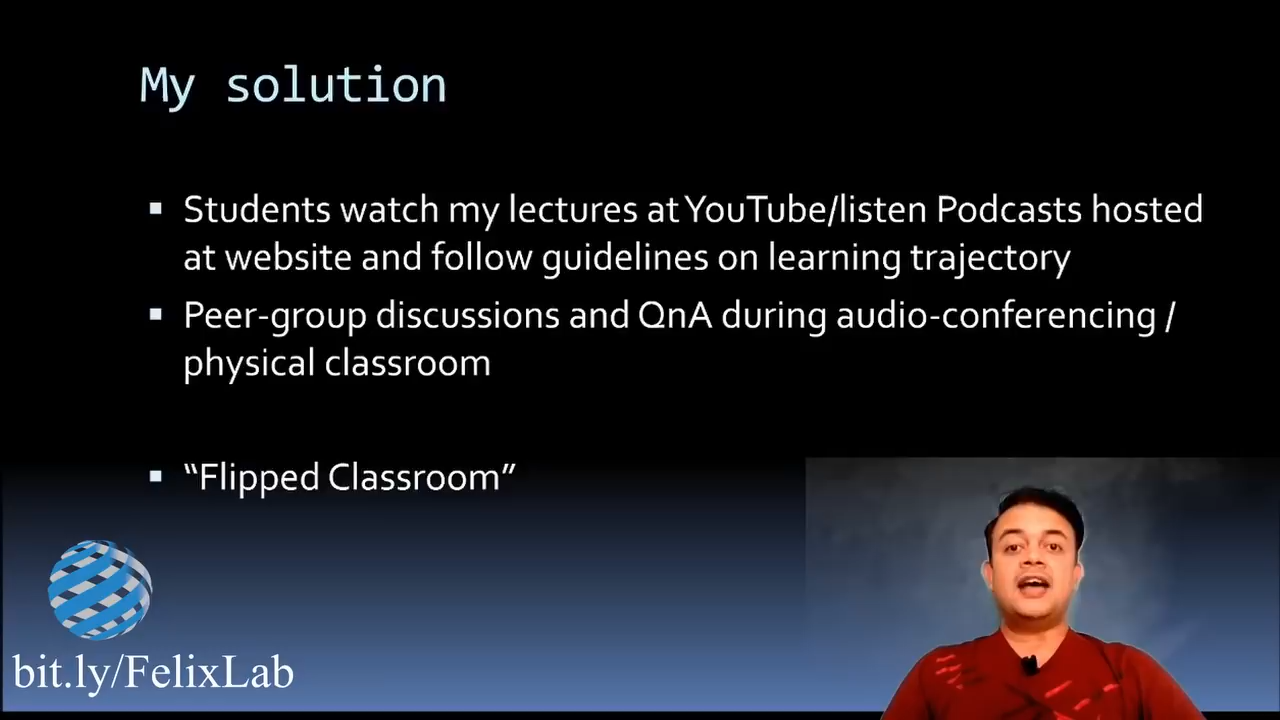 My solution
Students watch my lectures at YouTube/listen Podcasts hosted
at website and follow guidelines on learning trajectory
Peer-group discussions and QnA during audio-conferencing /
physical classroom
“Flipped Classroom”
bit.ly/FelixLab